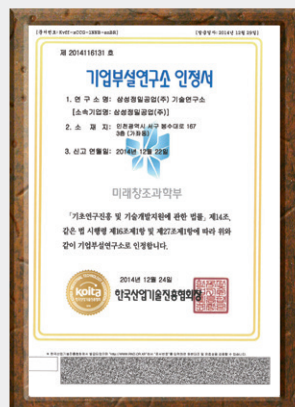 제 2014116131 호
기업부설연구소 인정서
1. 연 구 소 명: 삼성정밀공업(주) 기술연구소
[소속기업명: 삼성정밀공업(주)]
2. 소 재 지: 인천광역시 서구 봉수대로 167
3층 (가좌동)
3. 신고 연월일: 2014년 12월 22일
미래창조과학부
「기초연구진흥 및 기술개발지원에 관한 법률」 제14조,
같은 법 시행령 제16조제1항 및 제27조제1항에 따라 위와
같이 기업부설연구소로 인정합니다.
2014년 12월 24일
koita
한국산업기술진흥협회장